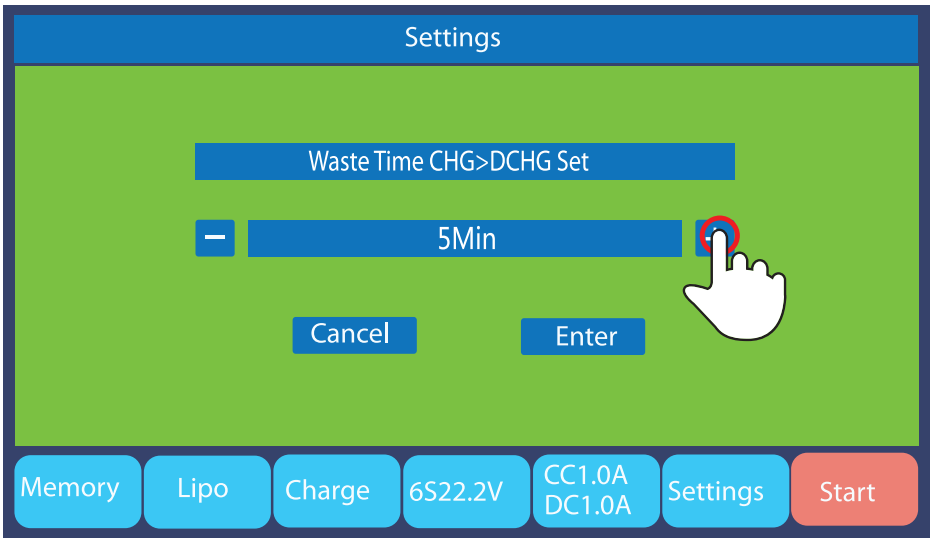 Settings
Waste Time CHG>DCHG Set
– 5Min
Cancel Enter
Memory Lipo Charge 6S22.2V CC1.0A DC1.0A Settings Start